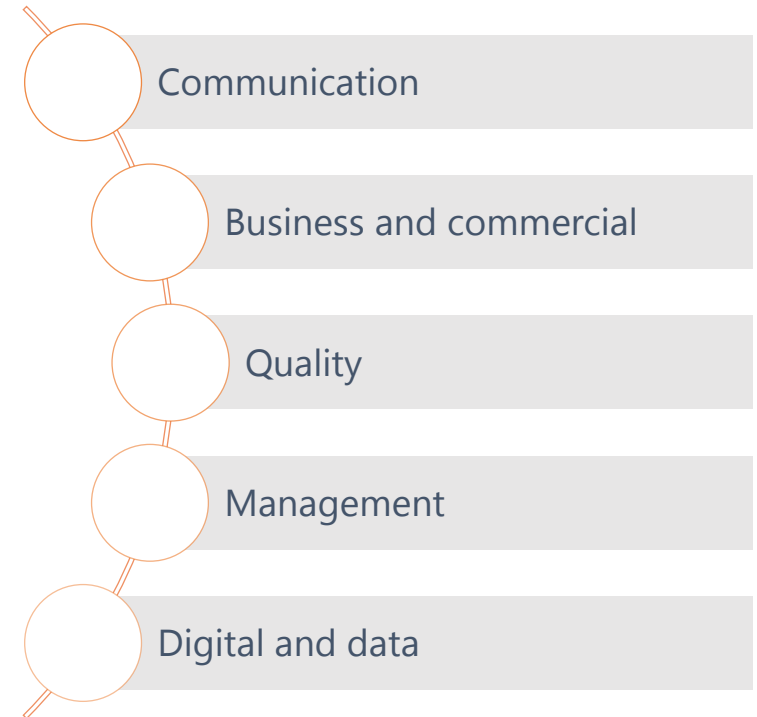 Communication
Business and commercial
Quality
Management
Digital and data